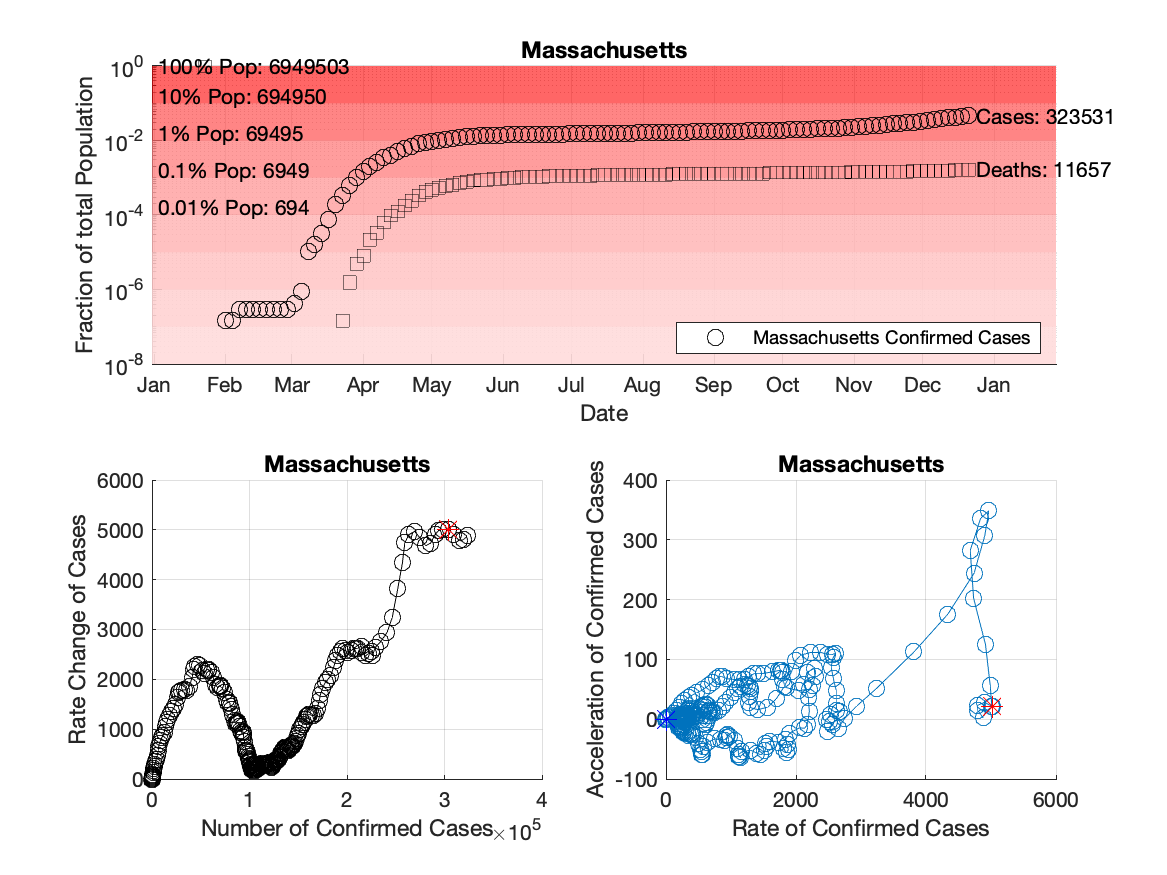 Massachusetts
10^0
100% Pop: 6949503
10% Pop: 694950
10^-2
1% Pop: 69495
Cases: 323531
0.1% Pop: 6949
Deaths: 11657
10^-4
0.01% Pop: 694
10^-6
Massachusetts Confirmed Cases
10^-8
Fraction of total Population
Jan Feb Mar Apr May Jun Jul Aug Sep Oct Nov Dec Jan
Date
Massachusetts
6000
5000
4000
3000
2000
1000
0
Rate Change of Cases
0 1 2 3 4
Number of Confirmed Cases ×10^5
Massachusetts
400
300
200
100
0
-100
Acceleration of Confirmed Cases
0 2000 4000 6000
Rate of Confirmed Cases